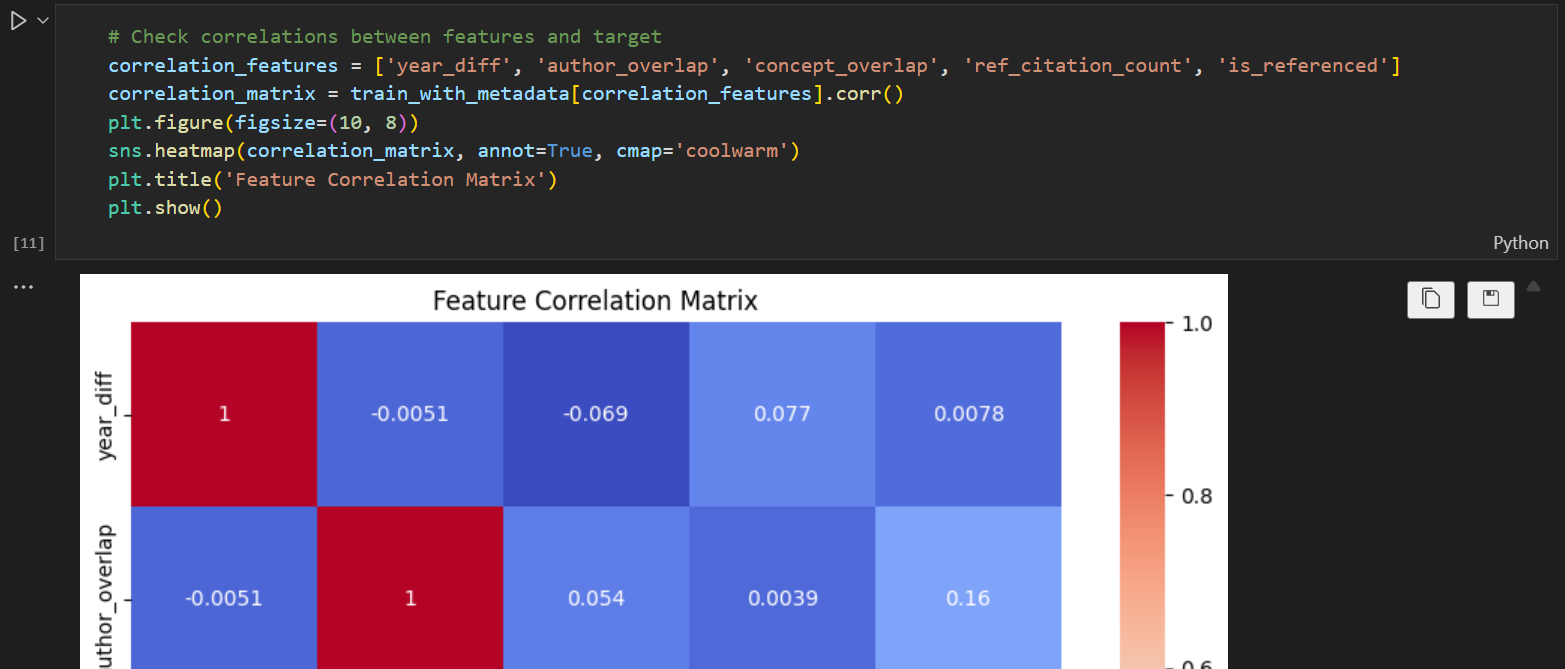 # Check correlations between features and target
correlation_features = ['year_diff', 'author_overlap', 'concept_overlap', 'ref_citation_count', 'is_referenced']
correlation_matrix = train_with_metadata[correlation_features].corr()
plt.figure(figsize=(10, 8))
sns.heatmap(correlation_matrix, annot=True, cmap='coolwarm')
plt.title('Feature Correlation Matrix')
plt.show()
[11]
Python
...
Feature Correlation Matrix
year_diff
1 -0.0051 -0.069 0.077 0.0078
uthor_overlap
-0.0051 1 0.054 0.0039 0.16
1.0
0.8
0.6